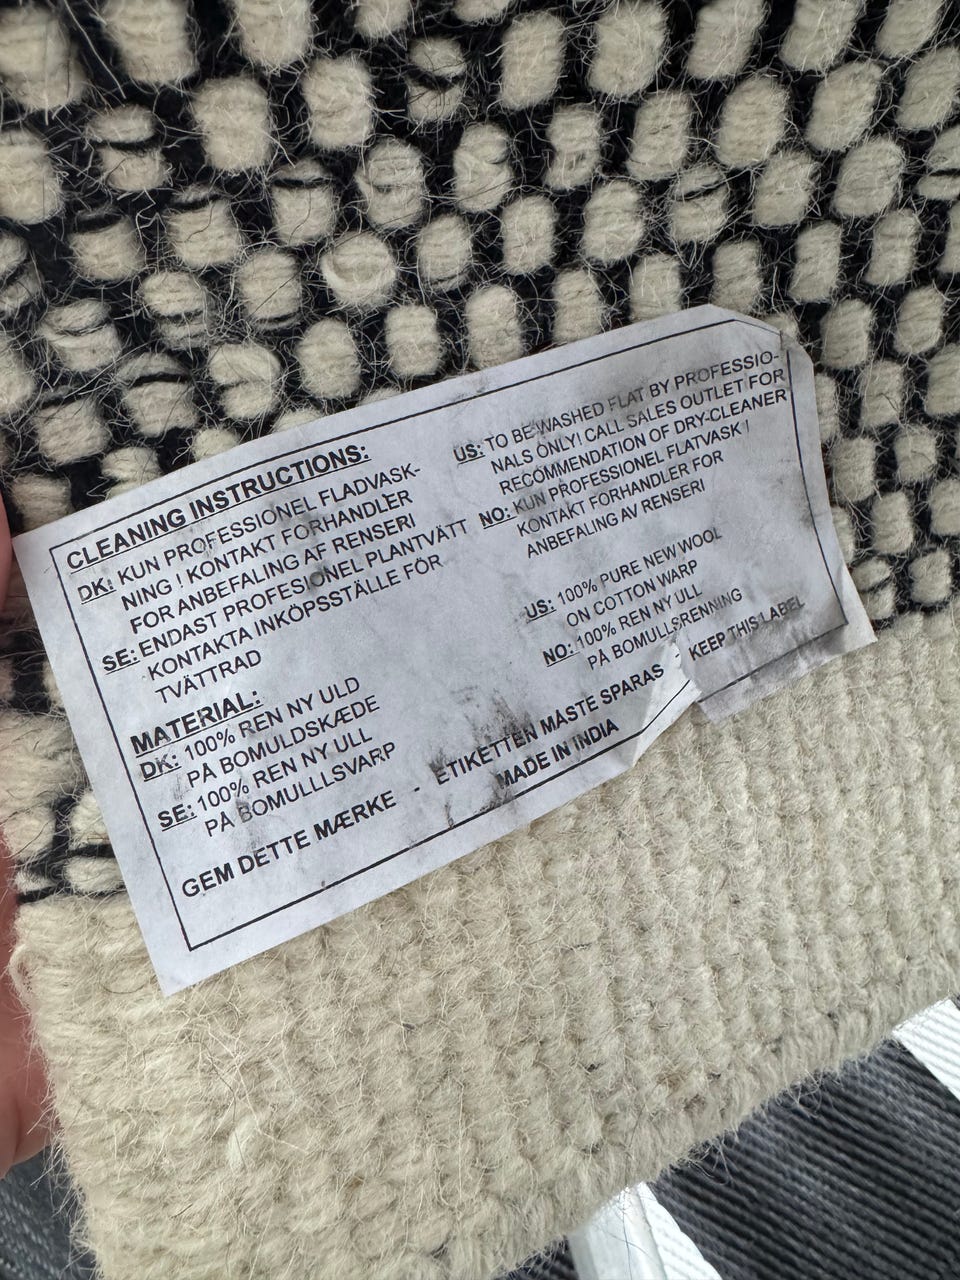 CLEANING INSTRUCTIONS:
DK: KUN PROFESSIONEL FLADVASK-
NING ! KONTAKT FORHANDLER
FOR ANBEFALING AF RENSERI
SE: ENDAST PROFESIONEL PLANTVÄTT
KONTAKTA INKÖPSSTÄLLE FÖR
TVÄTTRAD
US: TO BE WASHED FLAT BY PROFESSIO-
NALS ONLY! CALL SALES OUTLET FOR
RECOMMENDATION OF DRY-CLEANER
NO: KUN PROFESSIONEL FLATVASK !
KONTAKT FORHANDLER FOR
ANBEFALING AV RENSERI
MATERIAL:
DK: 100% REN NY ULD
PÅ BOMULDSKÆDE
SE: 100% REN NY ULL
PÅ BOMULLLSVARP
US: 100% PURE NEW WOOL
ON COTTON WARP
NO: 100% REN NY ULL
PÅ BOMULLSRENNING
GEM DETTE MÆRKE - ETIKETTEN MÅSTE SPARAS KEEP THIS LABEL
MADE IN INDIA